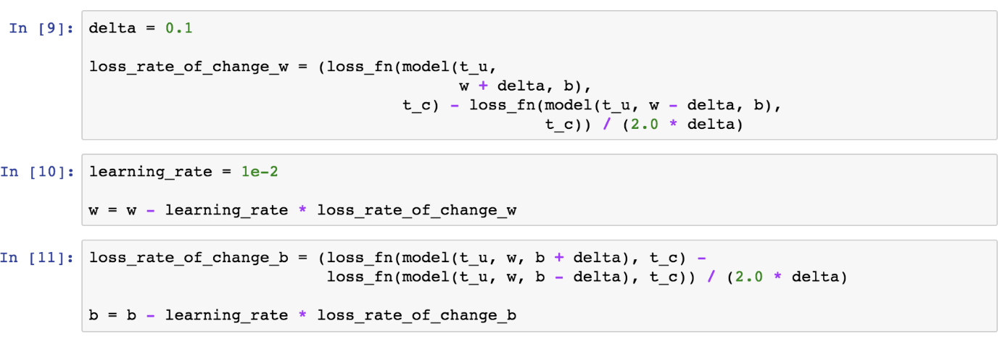 In [9]: delta = 0.1
loss_rate_of_change_w = (loss_fn(model(t_u,
w + delta, b),
t_c) - loss_fn(model(t_u, w - delta, b),
t_c)) / (2.0 * delta)
In [10]: learning_rate = 1e-2
w = w - learning_rate * loss_rate_of_change_w
In [11]: loss_rate_of_change_b = (loss_fn(model(t_u, w, b + delta), t_c) -
loss_fn(model(t_u, w, b - delta), t_c)) / (2.0 * delta)
b = b - learning_rate * loss_rate_of_change_b